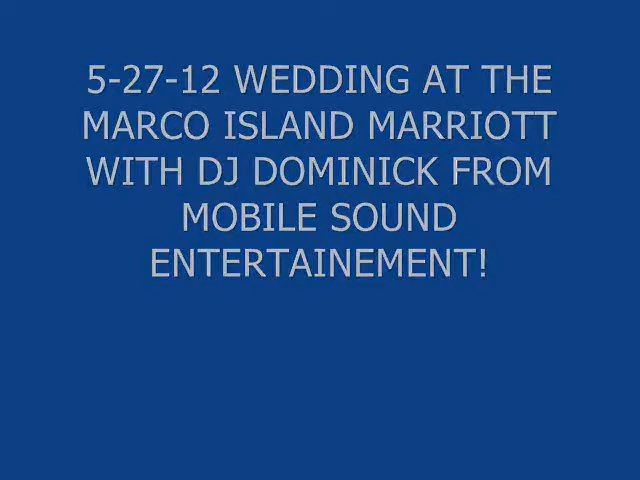 5-27-12 WEDDING AT THE
MARCO ISLAND MARRIOTT
WITH DJ DOMINICK FROM
MOBILE SOUND
ENTERTAINEMENT!